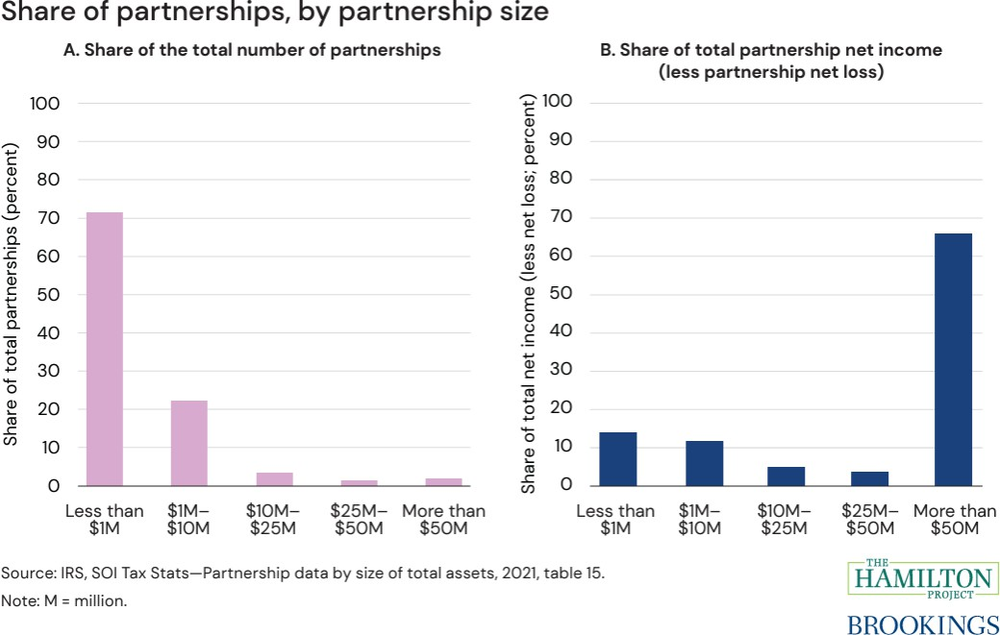 Share of partnerships, by partnership size
A. Share of the total number of partnerships
Share of total partnerships (percent)
100
90
80
70
60
50
40
30
20
10
0
Less than
$1M
$1M–
$10M
$10M–
$25M
$25M–
$50M
More than
$50M
B. Share of total partnership net income
(less partnership net loss)
Share of total net income (less net loss; percent)
100
90
80
70
60
50
40
30
20
10
0
Less than
$1M
$1M–
$10M
$10M–
$25M
$25M–
$50M
More than
$50M
Source: IRS, SOI Tax Stats—Partnership data by size of total assets, 2021, table 15.
Note: M = million.
THE
HAMILTON
PROJECT
BROOKINGS